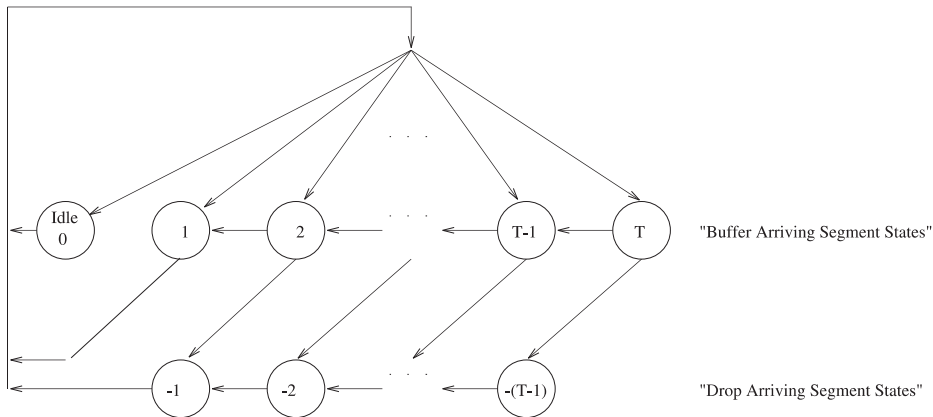 . . .
Idle
0
1
2
. . .
T-1
T
"Buffer Arriving Segment States"
-1
-2
. . .
-(T-1)
"Drop Arriving Segment States"